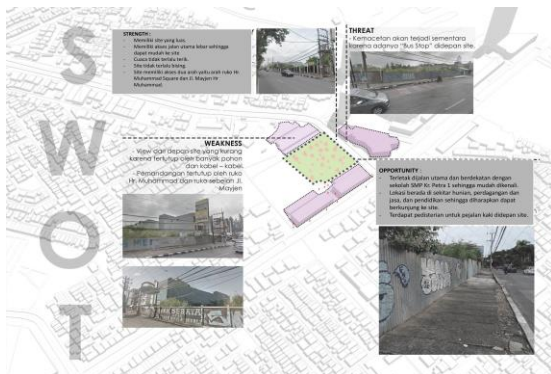 S
W
O
T
STRENGTH :
- Memiliki site yang luas.
- Memiliki akses jalan utama lebar sehingga
dapat mudah ke site
- Cuaca tidak terlalu terik.
- Site tidak terlalu bising.
- Site memiliki akses dua arah yaitu arah ruko Hr.
Muhammad Square dan Jl. Mayjen Hr
Muhammad.
THREAT
- Kemacetan akan terjadi sementara
karena adanya "Bus Stop" didepan site.
WEAKNESS
- View dari depan site yang kurang
karena tertutup oleh banyak pohon
dan kabel – kabel.
- Pemandangan tertutup oleh ruko
Hr. Muhammad dan ruko sebelah JL.
Mayjen
OPPORTUNITY :
- Terletak dijalan utama dan berdekatan dengan
sekolah SMP Kr. Petra 1 sehingga mudah dikenali.
- Lokasi berada di sekitar hunian, perdagangan dan
jasa, dan pendidikan sehingga diharapkan dapat
berkunjung ke site.
- Terdapat pedisterian untuk pejalan kaki didepan site.